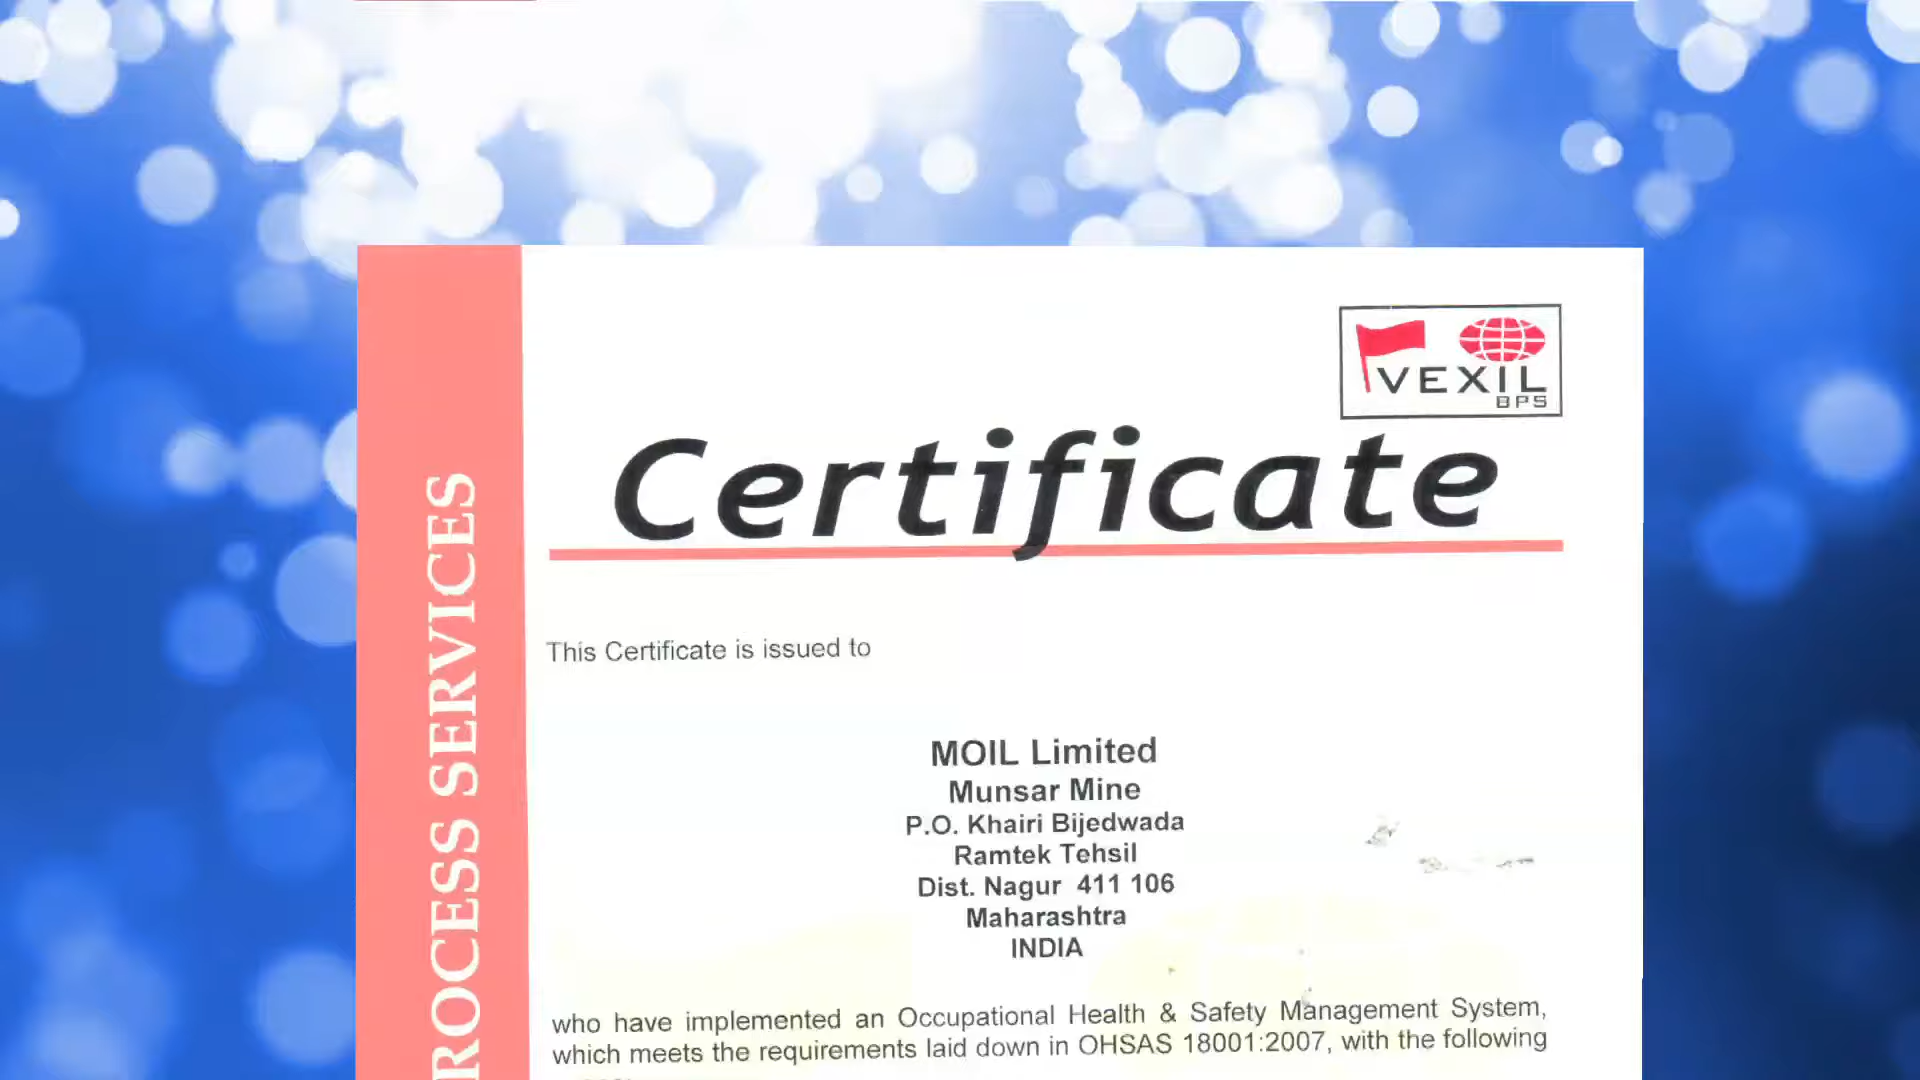 VEXIL
BPS
Certificate
This Certificate is issued to
MOIL Limited
Munsar Mine
P.O. Khairi Bijedwada
Ramtek Tehsil
Dist. Nagur 411 106
Maharashtra
INDIA
who have implemented an Occupational Health & Safety Management System,
which meets the requirements laid down in OHSAS 18001:2007, with the following
ROCESS SERVICES